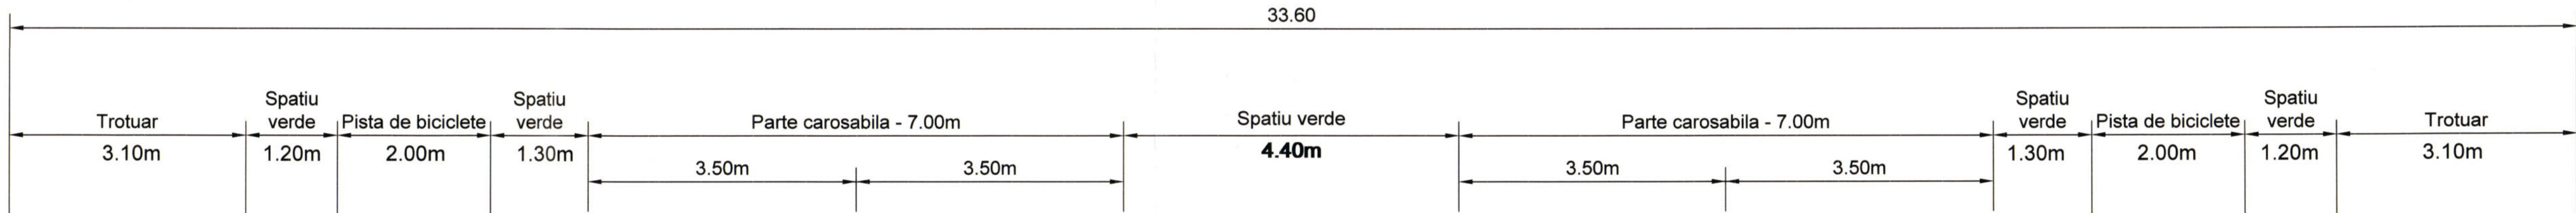 33.60
Trotuar
3.10m
Spatiu
verde
1.20m
Pista de biciclete
2.00m
Spatiu
verde
1.30m
Parte carosabila - 7.00m
3.50m
3.50m
Spatiu verde
4.40m
Parte carosabila - 7.00m
3.50m
3.50m
Spatiu
verde
1.30m
Pista de biciclete
2.00m
Spatiu
verde
1.20m
Trotuar
3.10m